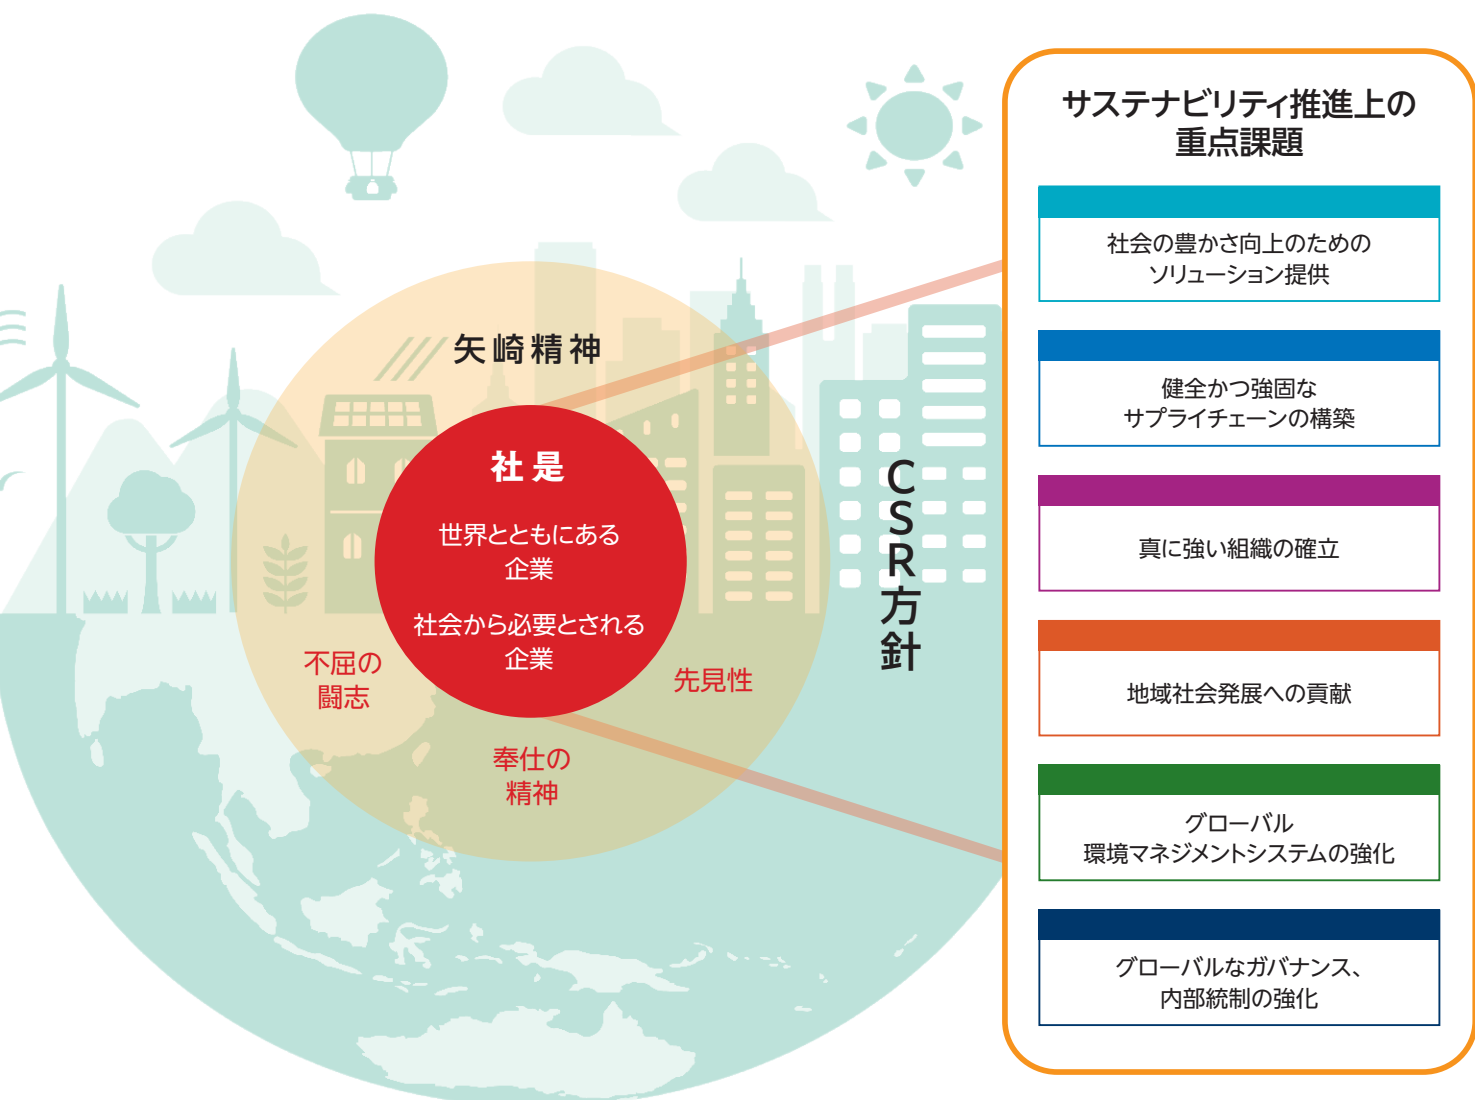 矢崎精神
社是
世界とともにある
企業
社会から必要とされる
企業
不屈の
闘志
奉仕の
精神
先見性
CSR方針
サステナビリティ推進上の
重点課題
社会の豊かさ向上のための
ソリューション提供
健全かつ強固な
サプライチェーンの構築
真に強い組織の確立
地域社会発展への貢献
グローバル
環境マネジメントシステムの強化
グローバルなガバナンス、
内部統制の強化